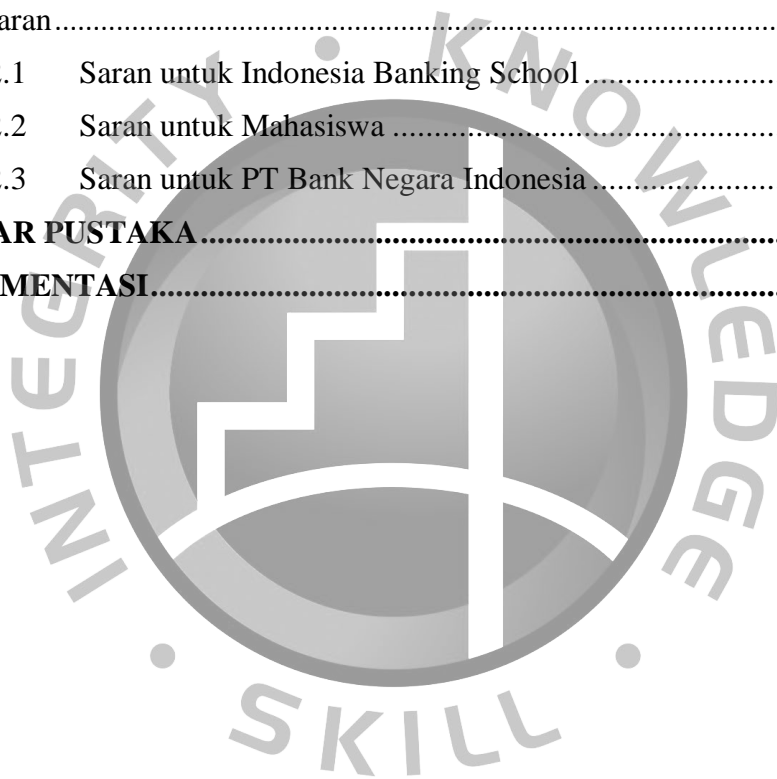 aran....................................................................................................
.1 Saran untuk Indonesia Banking School.........................
.2 Saran untuk Mahasiswa..................................................
.3 Saran untuk PT Bank Negara Indonesia........................
AR PUSTAKA..........................................................................
MENTASI.................................................................................
INTEGRITY • KNOWLEDGE • SKILL •